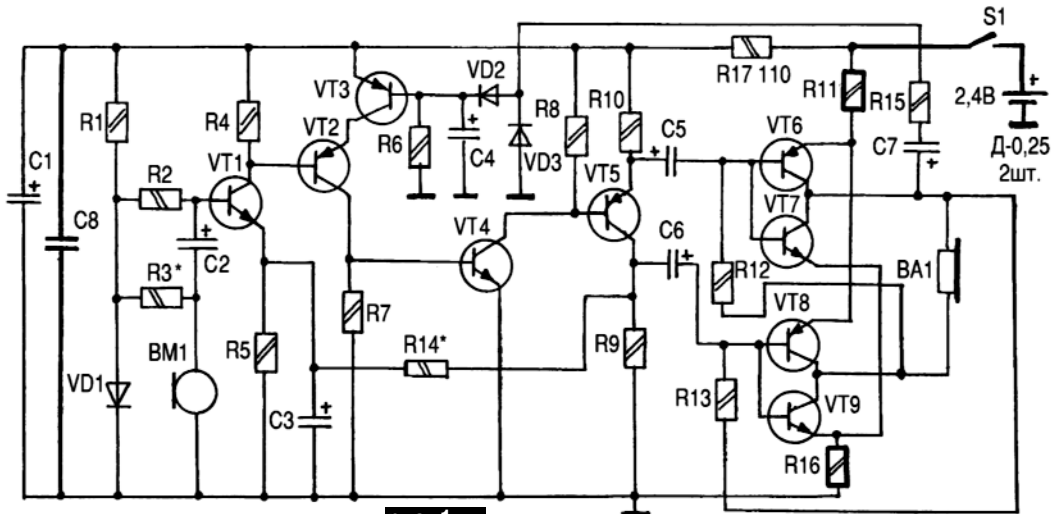 S1
R17 110
R11
R15
2,4В
Д-0,25
2шт.
VT3
VD2
R10
R1
R4
VT2
R6
C4
VD3
R8
C5
VT6
C7
C1
R2
VT1
VT5
VT7
C8
C2
VT4
C6
R12
BA1
R3*
R7
VT8
VD1
BM1
R5
R14*
R9
C3
R13
VT9
R16